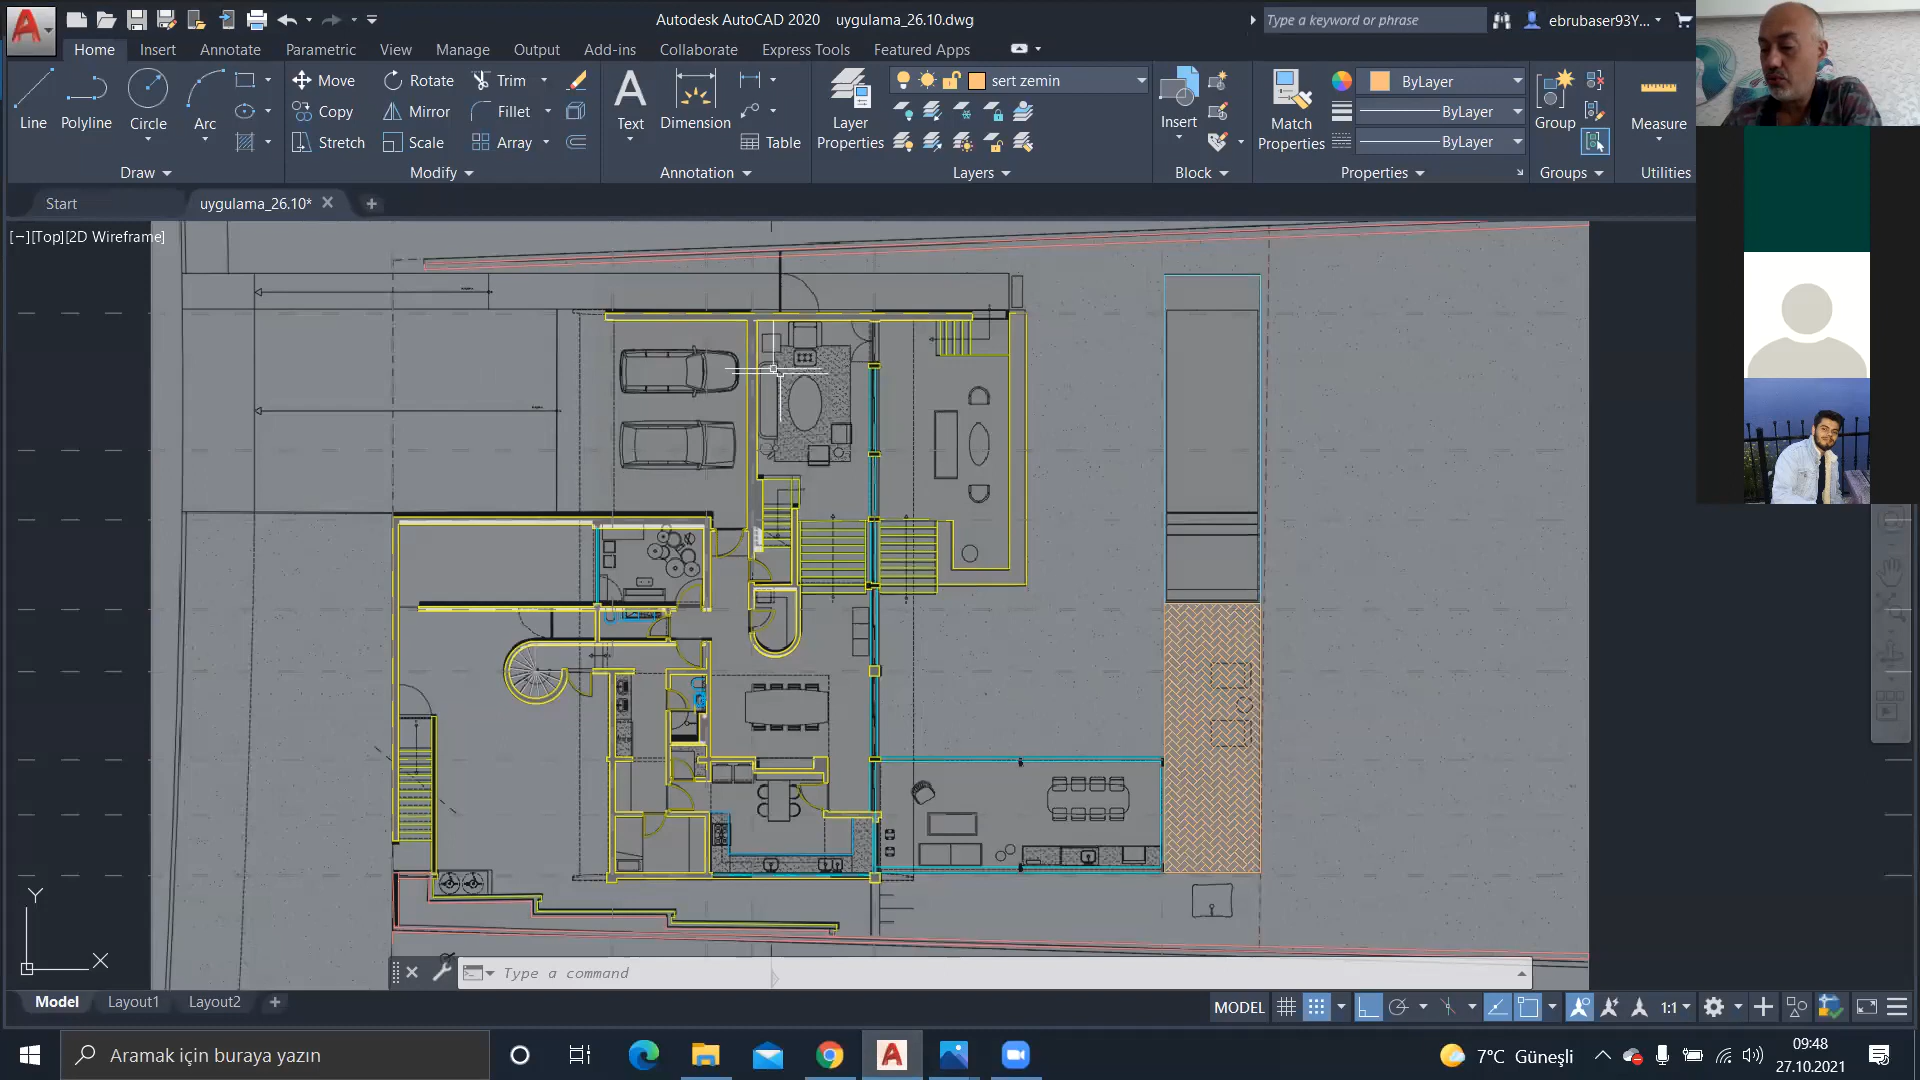 Autodesk AutoCAD 2020 uygulama_26.10.dwg
Type a keyword or phrase
ebrubaser93Y...
Home Insert Annotate Parametric View Manage Output Add-ins Collaborate Express Tools Featured Apps
Line Polyline Circle Arc
Move Rotate Trim
Copy Mirror Fillet
Stretch Scale Array
Text Dimension
Table
Layer Properties
sert zemin
Insert
Match Properties
ByLayer
ByLayer
ByLayer
Group
Measure
Draw Modify Annotation Layers Block Properties Groups Utilities
Start uygulama_26.10*
[−][Top][2D Wireframe]
Y
X
Type a command
Model Layout1 Layout2
MODEL 1:1
Aramak için buraya yazın
7°C Güneşli
09:48
27.10.2021